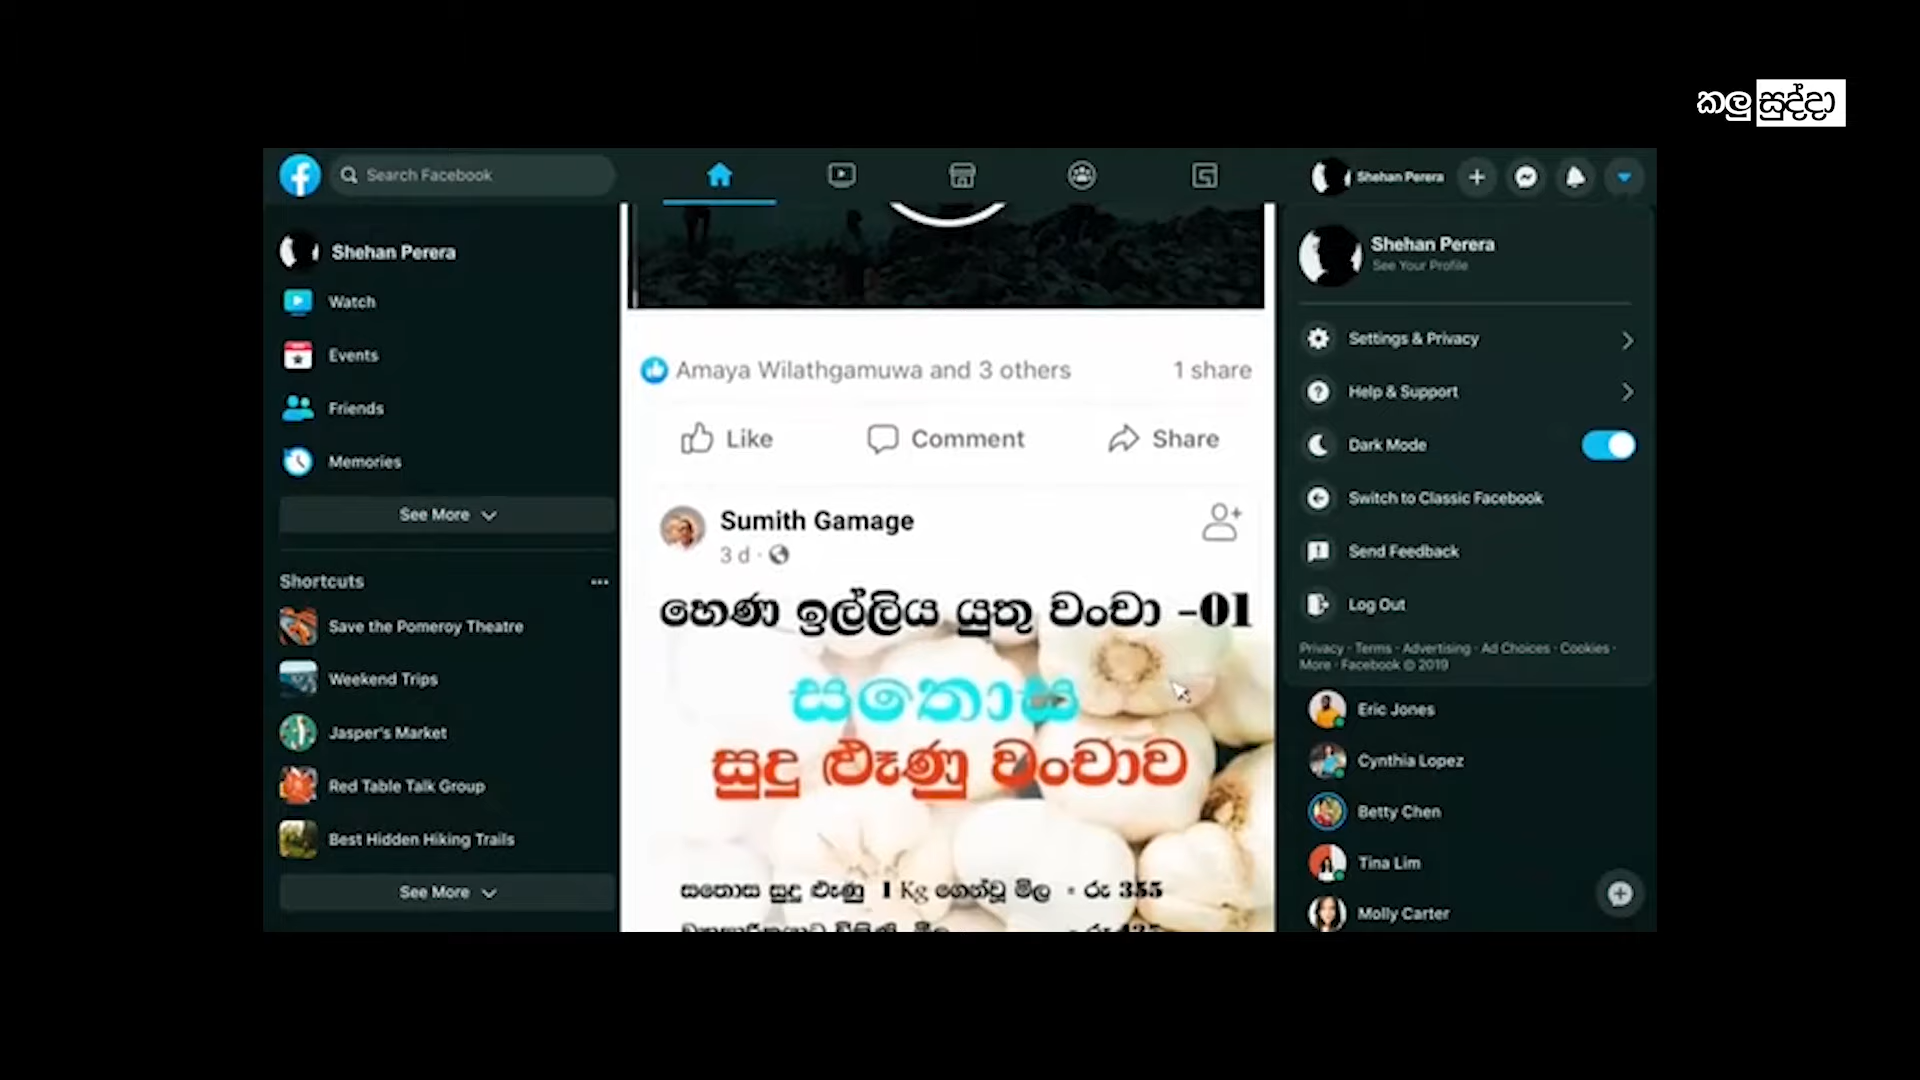 කලු සුද්දා
Search Facebook
Shehan Perera
Shehan Perera
Watch
Events
Friends
Memories
See More
Shortcuts
Save the Pomeroy Theatre
Weekend Trips
Jasper's Market
Red Table Talk Group
Best Hidden Hiking Trails
See More
Amaya Wilathgamuwa and 3 others 1 share
Like Comment Share
Sumith Gamage
3 d ·
හෙණ ඉල්ලිය යුතු වංචා -01
සතොස
සුදු ළූණු වංචාව
සතොස සුදු ළූණු 1 Kg ගෙන්වූ මිල - රු 355
Shehan Perera
See Your Profile
Settings & Privacy
Help & Support
Dark Mode
Switch to Classic Facebook
Send Feedback
Log Out
Privacy · Terms · Advertising · Ad Choices · Cookies ·
More · Facebook © 2019
Eric Jones
Cynthia Lopez
Betty Chen
Tina Lim
Molly Carter